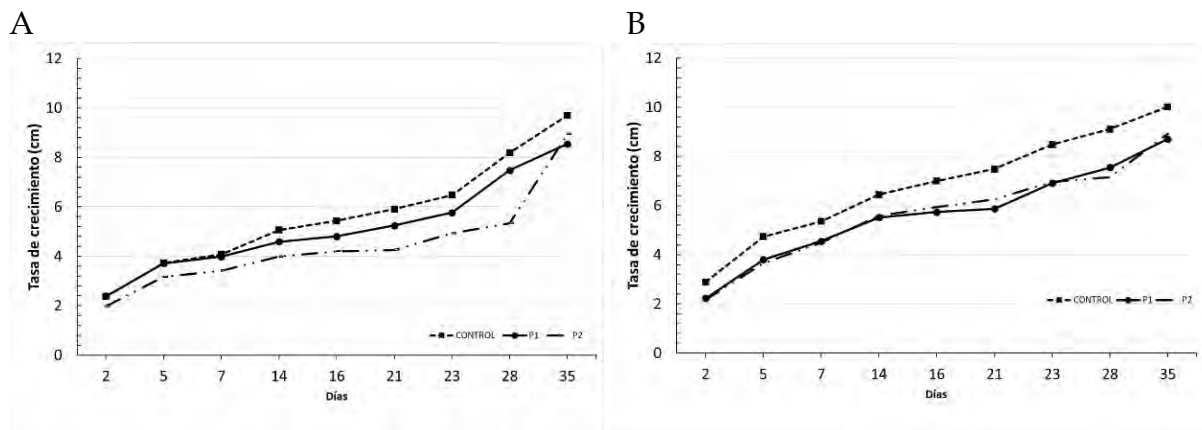 A
12
10
8
6
4
2
0
Tasa de crecimiento (cm)
2 5 7 14 16 21 23 28 35
Días
CONTROL P1 P2
B
12
10
8
6
4
2
0
Tasa de crecimiento (cm)
2 5 7 14 16 21 23 28 35
Días
CONTROL P1 P2